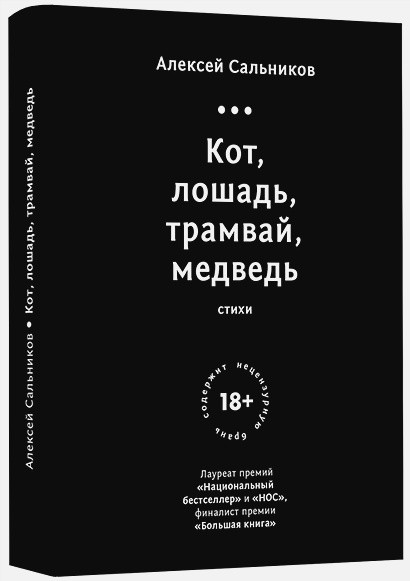 Алексей Сальников
•••
Кот,
лошадь,
трамвай,
медведь
стихи
содержит нецензурную брань
18+
Лауреат премий
«Национальный
бестселлер» и «НОС»,
финалист премии
«Большая книга»
Алексей Сальников • Кот, лошадь, трамвай, медведь